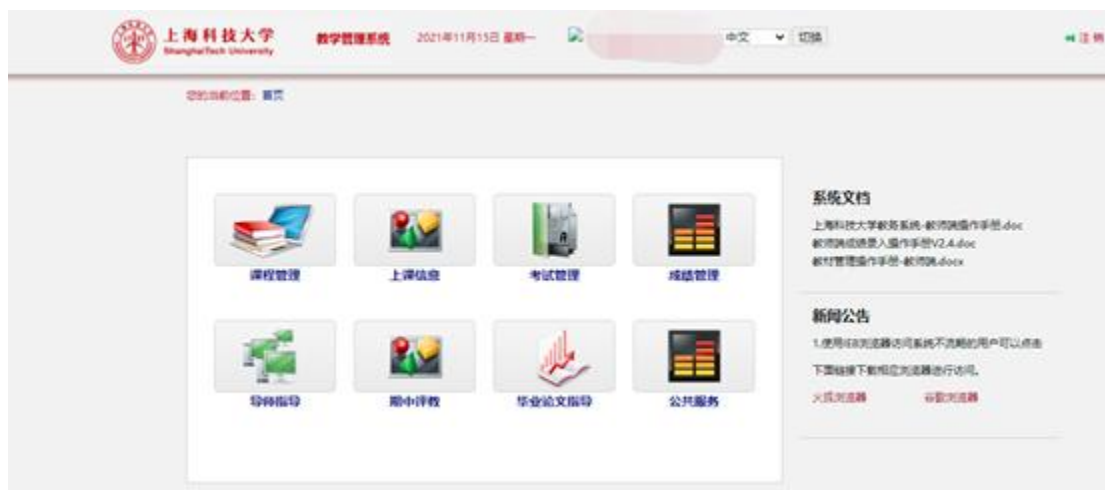 上海科技大学
ShanghaiTech University
教学管理系统 2021年11月15日 星期一 中文 切换 注销
您的当前位置：首页
课程管理 上课信息 考试管理 成绩管理
导师指导 期中评教 毕业论文指导 公共服务
系统文档
上海科技大学教务系统-教师端操作手册.doc
教师端成绩录入操作手册V2.4.doc
教材管理操作手册-教师端.docx
新闻公告
1.使用IE8浏览器访问系统不流畅的用户可以点击
下面链接下载相应浏览器进行访问。
火狐浏览器 谷歌浏览器